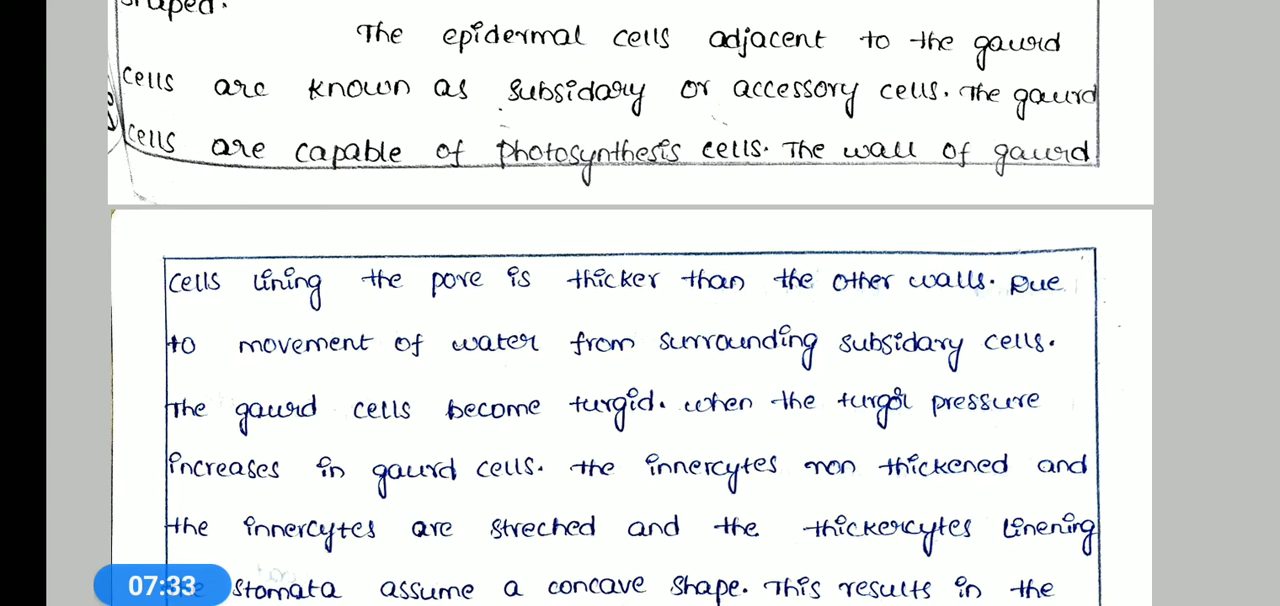 shaped.
The epidermal cells adjacent to the gaurd
cells are known as subsidary or accessory cells. The gaurd
cells are capable of photosynthesis cells. The wall of gaurd
cells lining the pore is thicker than the other walls. Due
to movement of water from surrounding subsidary cells.
The gaurd cells become turgid. when the turgor pressure
increases in gaurd cells. The innercytes non thickened and
the innercytes are streched and the thickercytes linening
stomata assume a concave shape. This results in the
07:33